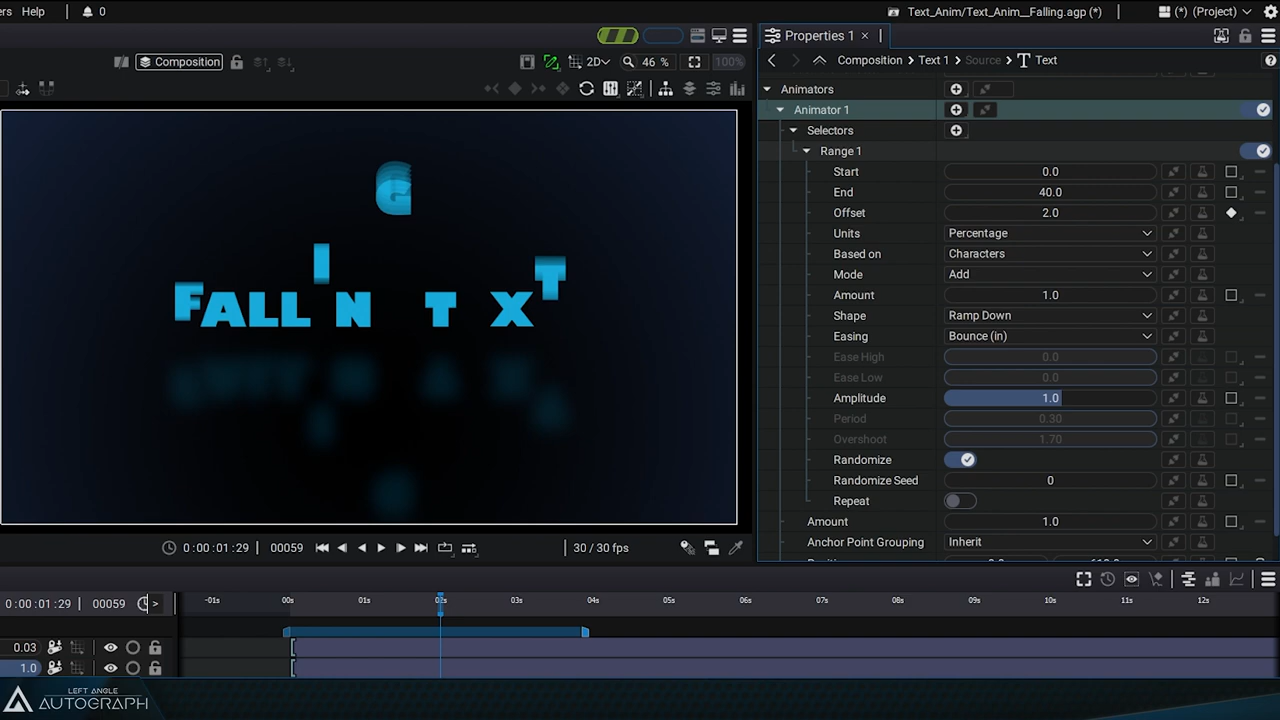 ers Help 0 Text_Anim/Text_Anim__Falling.agp (*) (*) (Project)
Properties 1 ×
Composition 2D 46 % 100%
Composition Text 1 Source Text
Animators
Animator 1
Selectors
Range 1
Start 0.0
End 40.0
Offset 2.0
Units Percentage
Based on Characters
Mode Add
Amount 1.0
Shape Ramp Down
Easing Bounce (in)
Ease High 0.0
Ease Low 0.0
Amplitude 1.0
Period 0.30
Overshoot 1.70
Randomize
Randomize Seed 0
Repeat
Amount 1.0
Anchor Point Grouping Inherit
G
I T
FALL N T X
0:00:01:29 00059 30 / 30 fps
0:00:01:29 00059 > -01s 00s 01s 02s 03s 04s 05s 06s 07s 08s 09s 10s 11s 12s
0.03
1.0
LEFT ANGLE
AUTOGRAPH